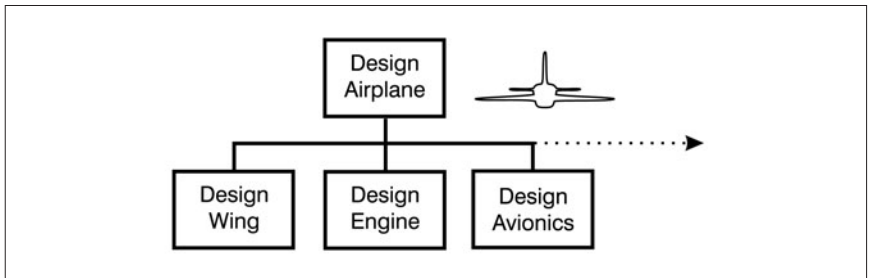 Design
Airplane
Design
Wing
Design
Engine
Design
Avionics